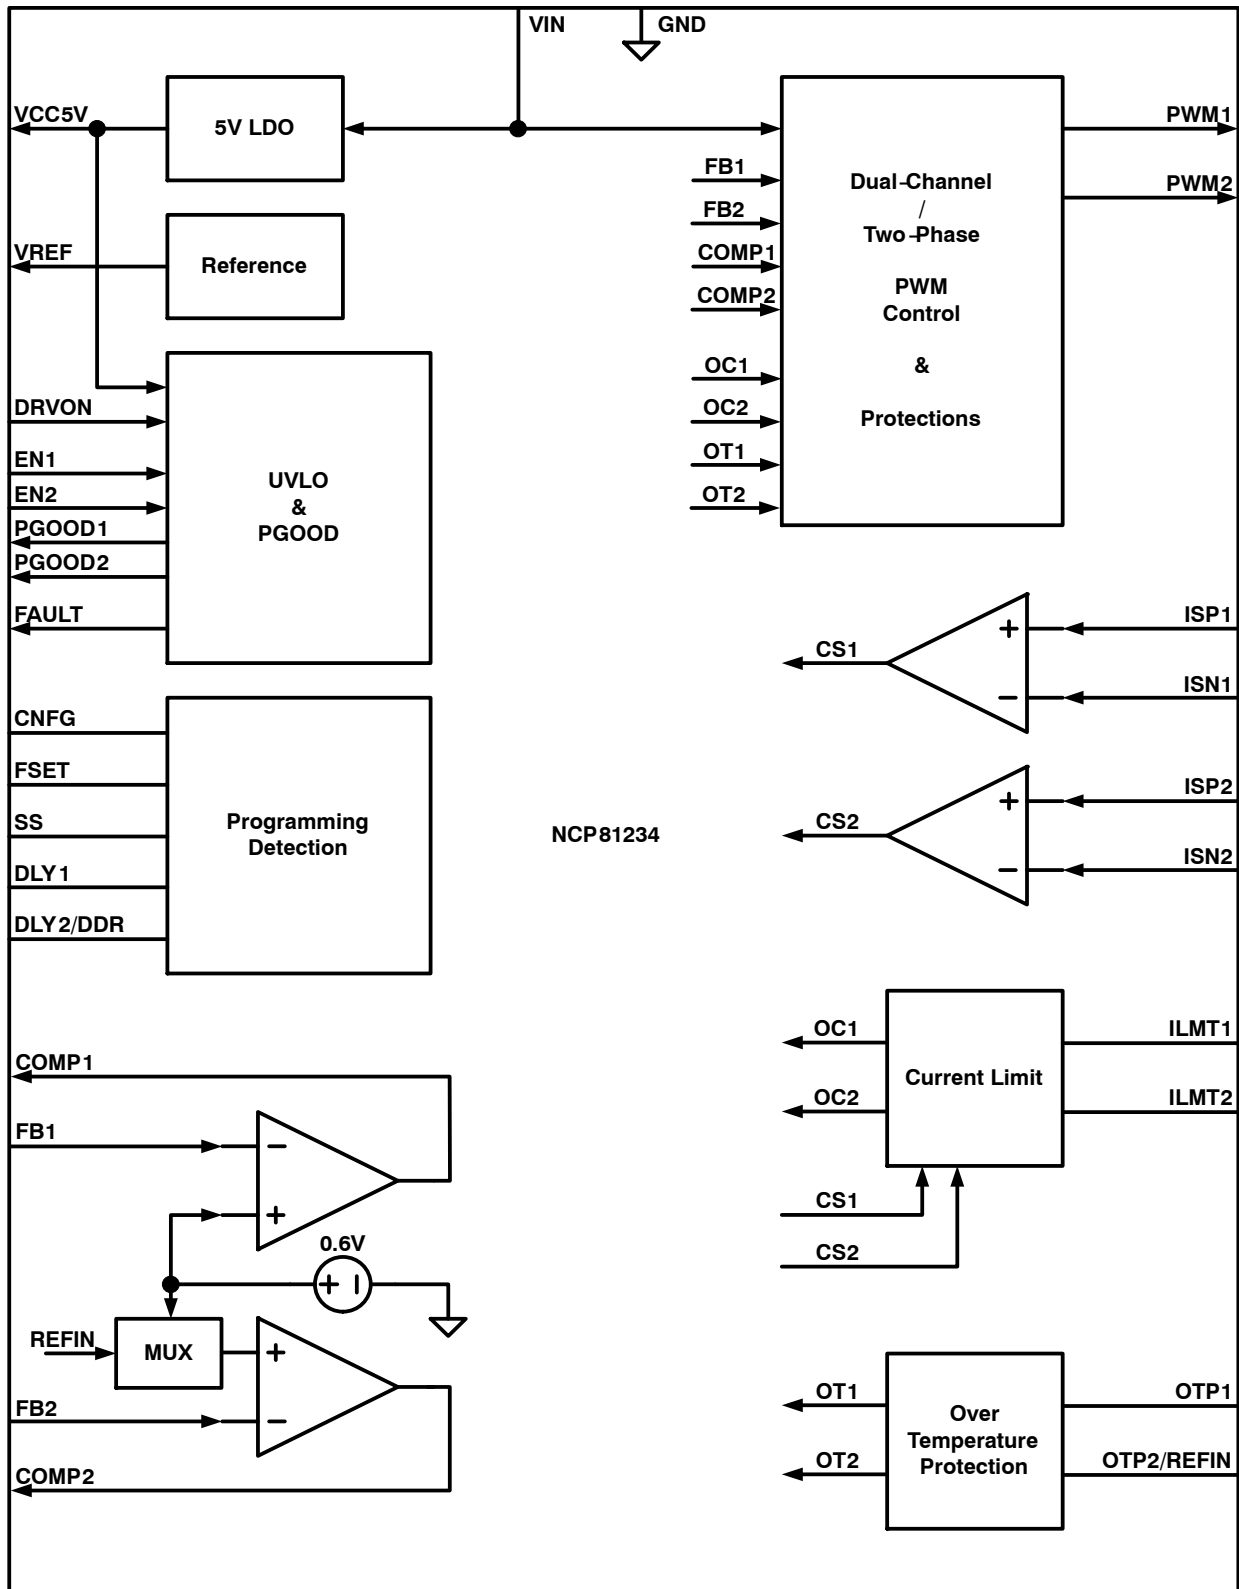 VIN
GND
VCC5V
5V LDO
PWM1
FB1
Dual-Channel
/
Two-Phase
PWM
Control
&
Protections
PWM2
FB2
VREF
Reference
COMP1
COMP2
OC1
OC2
OT1
OT2
DRVON
EN1
EN2
PGOOD1
PGOOD2
FAULT
UVLO
&
PGOOD
CS1
+
−
ISP1
ISN1
CNFG
FSET
SS
DLY1
DLY2/DDR
Programming
Detection
NCP81234
CS2
+
−
ISP2
ISN2
OC1
OC2
Current Limit
ILMT1
ILMT2
CS1
CS2
COMP1
FB1
−
+
0.6V
+ −
REFIN
MUX
+
−
FB2
COMP2
OT1
OT2
Over
Temperature
Protection
OTP1
OTP2/REFIN